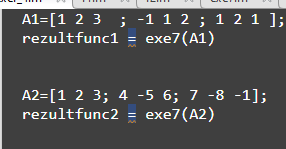 A1=[1 2 3  ; -1 1 2 ; 1 2 1 ];
rezultfunc1 = exe7(A1)
A2=[1 2 3; 4 -5 6; 7 -8 -1];
rezultfunc2 = exe7(A2)